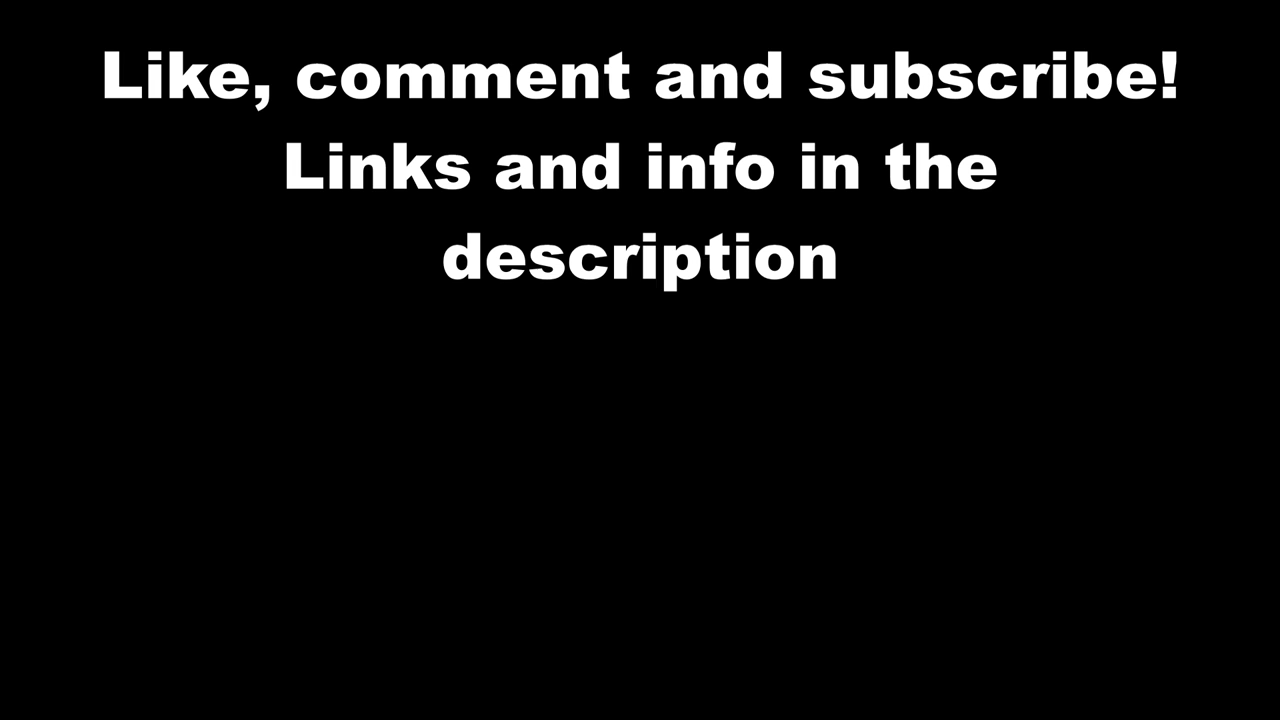 Like, comment and subscribe!
Links and info in the
description